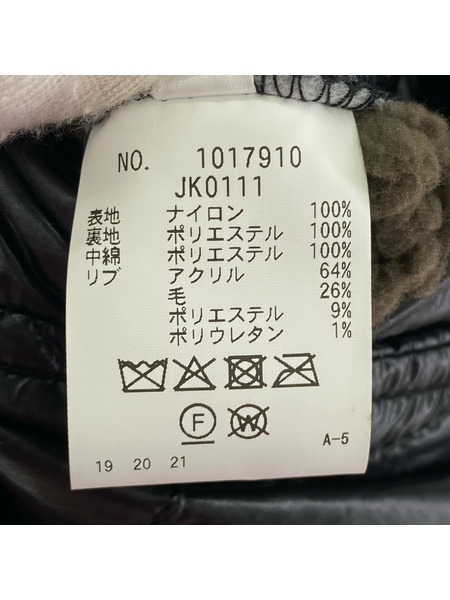 NO. 1017910
JK0111
表地 ナイロン 100%
裏地 ポリエステル 100%
中綿 ポリエステル 100%
リブ アクリル 64%
毛 26%
ポリエステル 9%
ポリウレタン 1%
F W
A-5
19 20 21